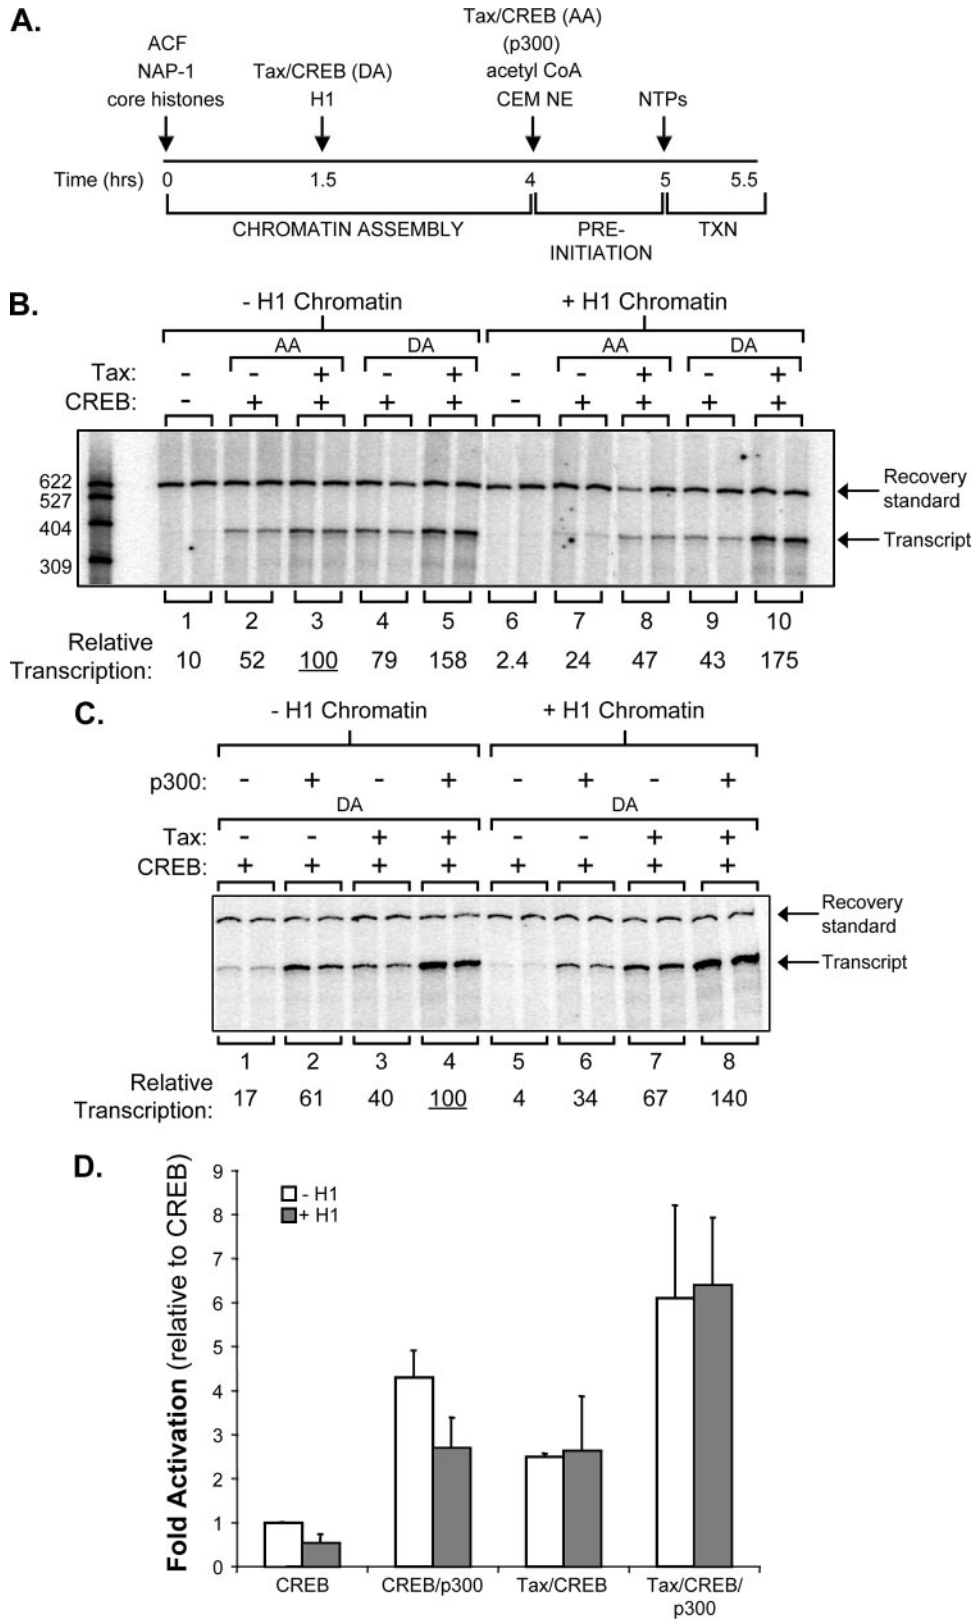 A.
ACF
NAP-1
core histones
Tax/CREB (DA)
H1
Tax/CREB (AA)
(p300)
acetyl CoA
CEM NE
NTPs
Time (hrs) 0 1.5 4 5 5.5
CHROMATIN ASSEMBLY
PRE-
INITIATION
TXN
B.
- H1 Chromatin + H1 Chromatin
AA DA AA DA
Tax: - - + - + - - + - +
CREB: - + + + + - + + + +
622
527
404
309
Recovery
standard
Transcript
1 2 3 4 5 6 7 8 9 10
Relative
Transcription: 10 52 100 79 158 2.4 24 47 43 175
C.
- H1 Chromatin + H1 Chromatin
p300: - + - + - + - +
DA DA
Tax: - - + + - - + +
CREB: + + + + + + + +
Recovery
standard
Transcript
1 2 3 4 5 6 7 8
Relative
Transcription: 17 61 40 100 4 34 67 140
D.
Fold Activation (relative to CREB)
9
8
7
6
5
4
3
2
1
0
- H1
+ H1
CREB CREB/p300 Tax/CREB Tax/CREB/
p300